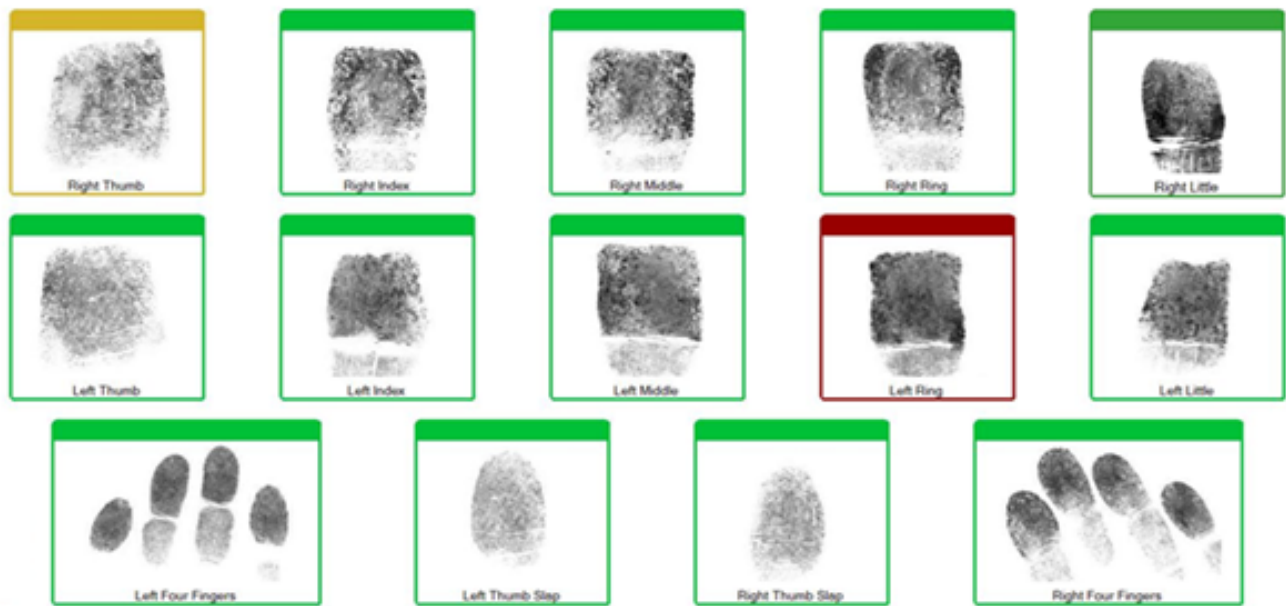 Right Thumb
Right Index
Right Middle
Right Ring
Right Little
Left Thumb
Left Index
Left Middle
Left Ring
Left Little
Left Four Fingers
Left Thumb Slap
Right Thumb Slap
Right Four Fingers